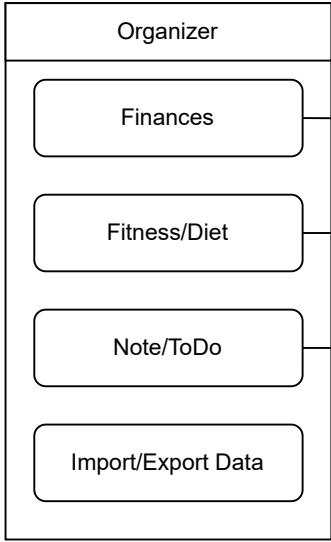 Organizer
Finances
Fitness/Diet
Note/ToDo
Import/Export Data